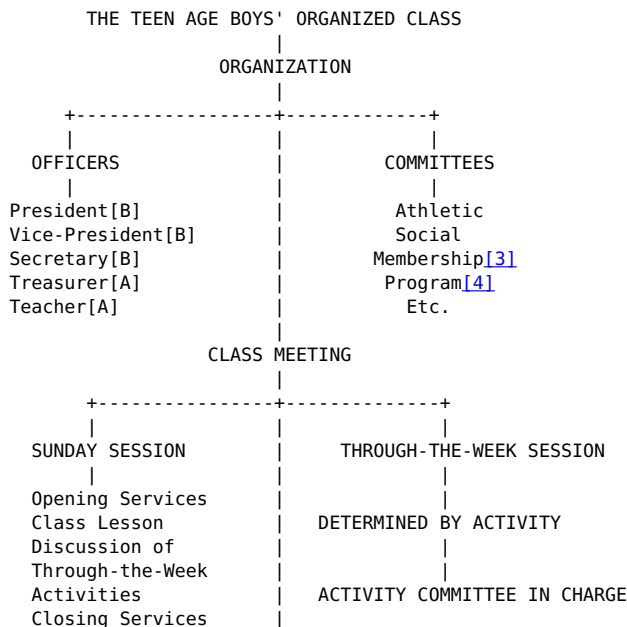 THE TEEN AGE BOYS' ORGANIZED CLASS
|
ORGANIZATION
|
+------------------+-------------+
| | |
OFFICERS | COMMITTEES
| | |
President[B] | Athletic
Vice-President[B] | Social
Secretary[B] | Membership[3]
Treasurer[A] | Program[4]
Teacher[A] | Etc.
|
CLASS MEETING
|
+----------------+--------------+
| | |
SUNDAY SESSION | THROUGH-THE-WEEK SESSION
| | |
Opening Services | |
Class Lesson | DETERMINED BY ACTIVITY
Discussion of | |
Through-the-Week | |
Activities | ACTIVITY COMMITTEE IN CHARGE
Closing Services |